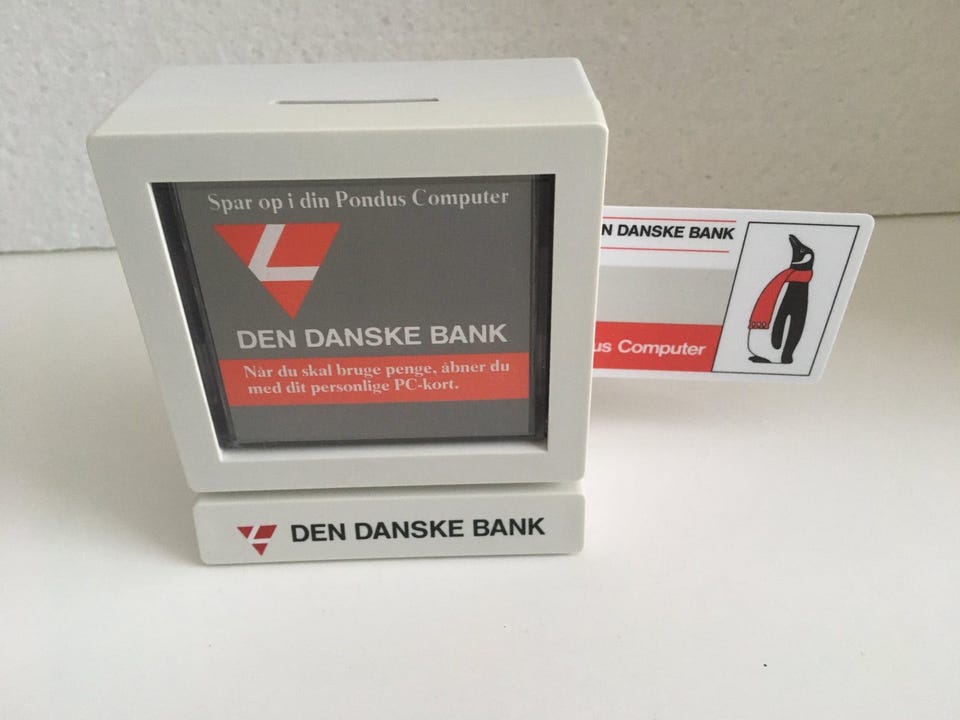 Spar op i din Pondus Computer
DEN DANSKE BANK
Når du skal bruge penge, åbner du
med dit personlige PC-kort.
DEN DANSKE BANK
N DANSKE BANK
us Computer